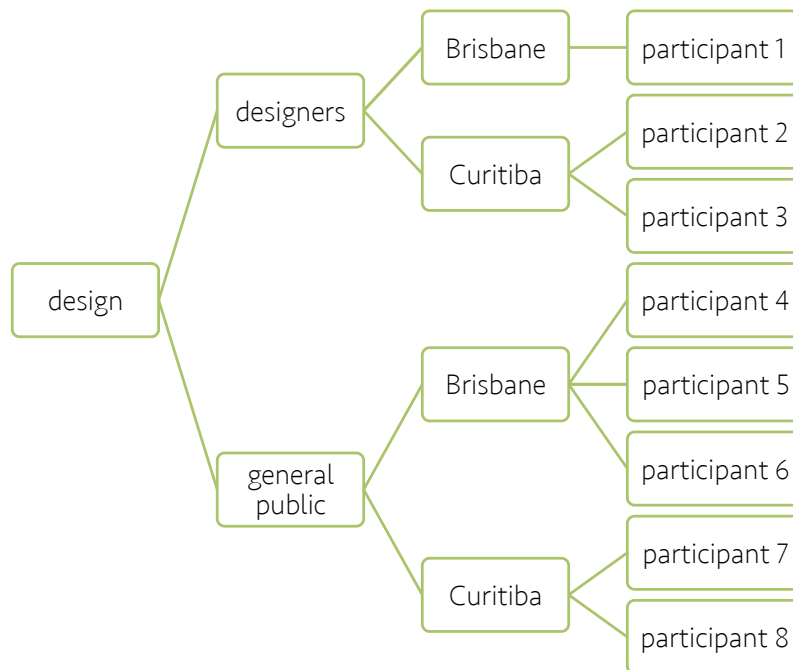 Brisbane
participant 1
designers
participant 2
Curitiba
participant 3
design
participant 4
Brisbane
participant 5
participant 6
general
public
participant 7
Curitiba
participant 8